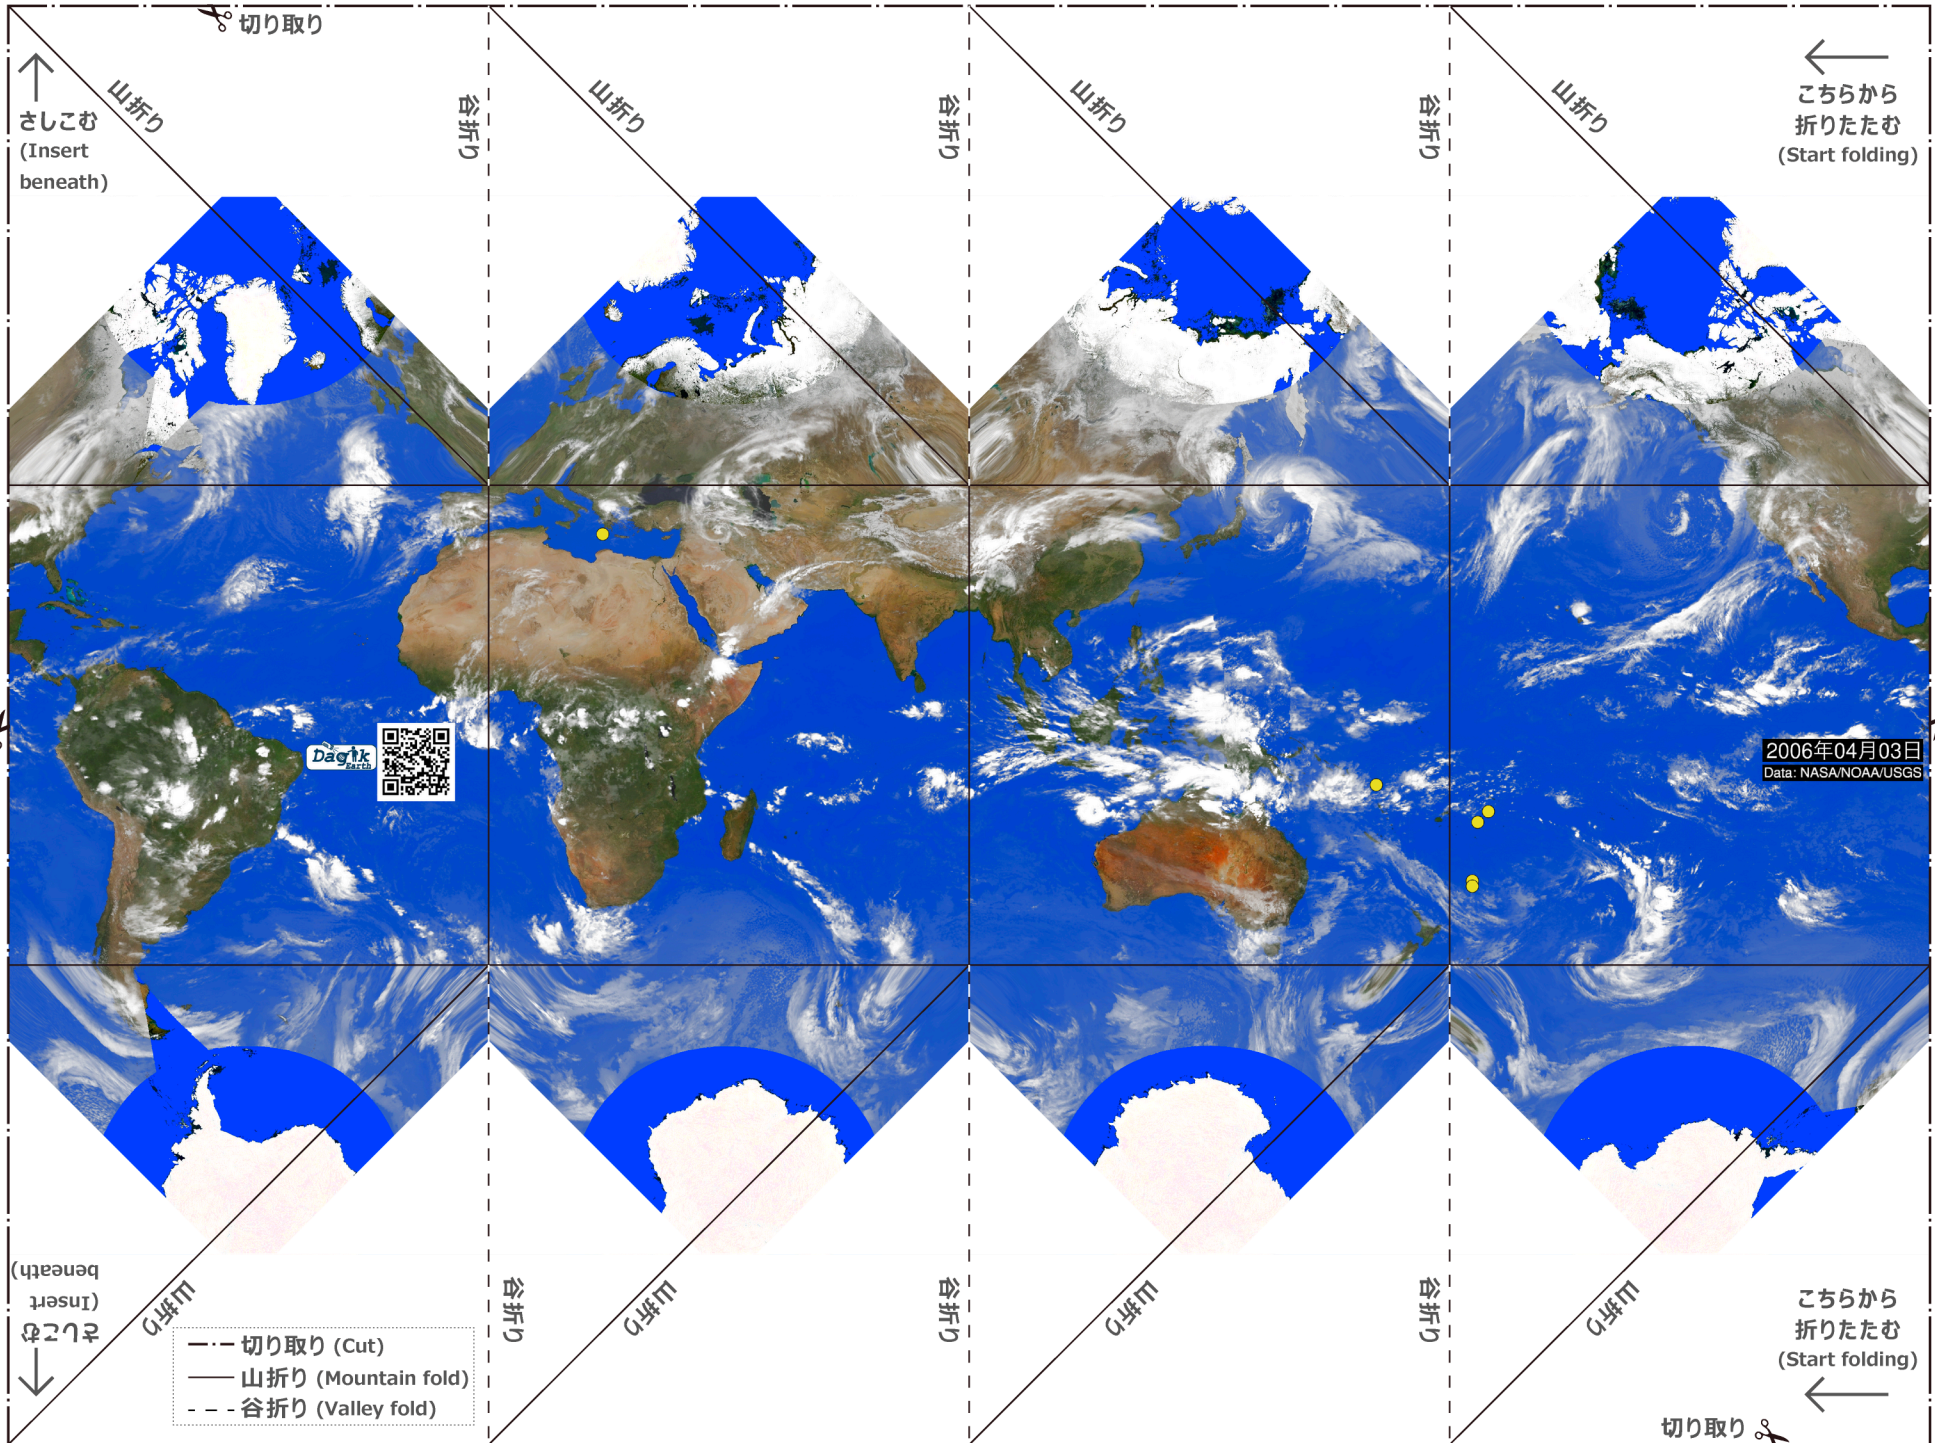 切り取り
山折り
谷折り
山折り
谷折り
山折り
谷折り
山折り
さしこむ
(Insert
beneath)
こちらから
折りたたむ
(Start folding)
Dagik
Earth
2006年04月03日
Data: NASA/NOAA/USGS
さしこむ
(Insert
beneath)
山折り
谷折り
山折り
谷折り
山折り
谷折り
山折り
こちらから
折りたたむ
(Start folding)
切り取り (Cut)
山折り (Mountain fold)
谷折り (Valley fold)
切り取り